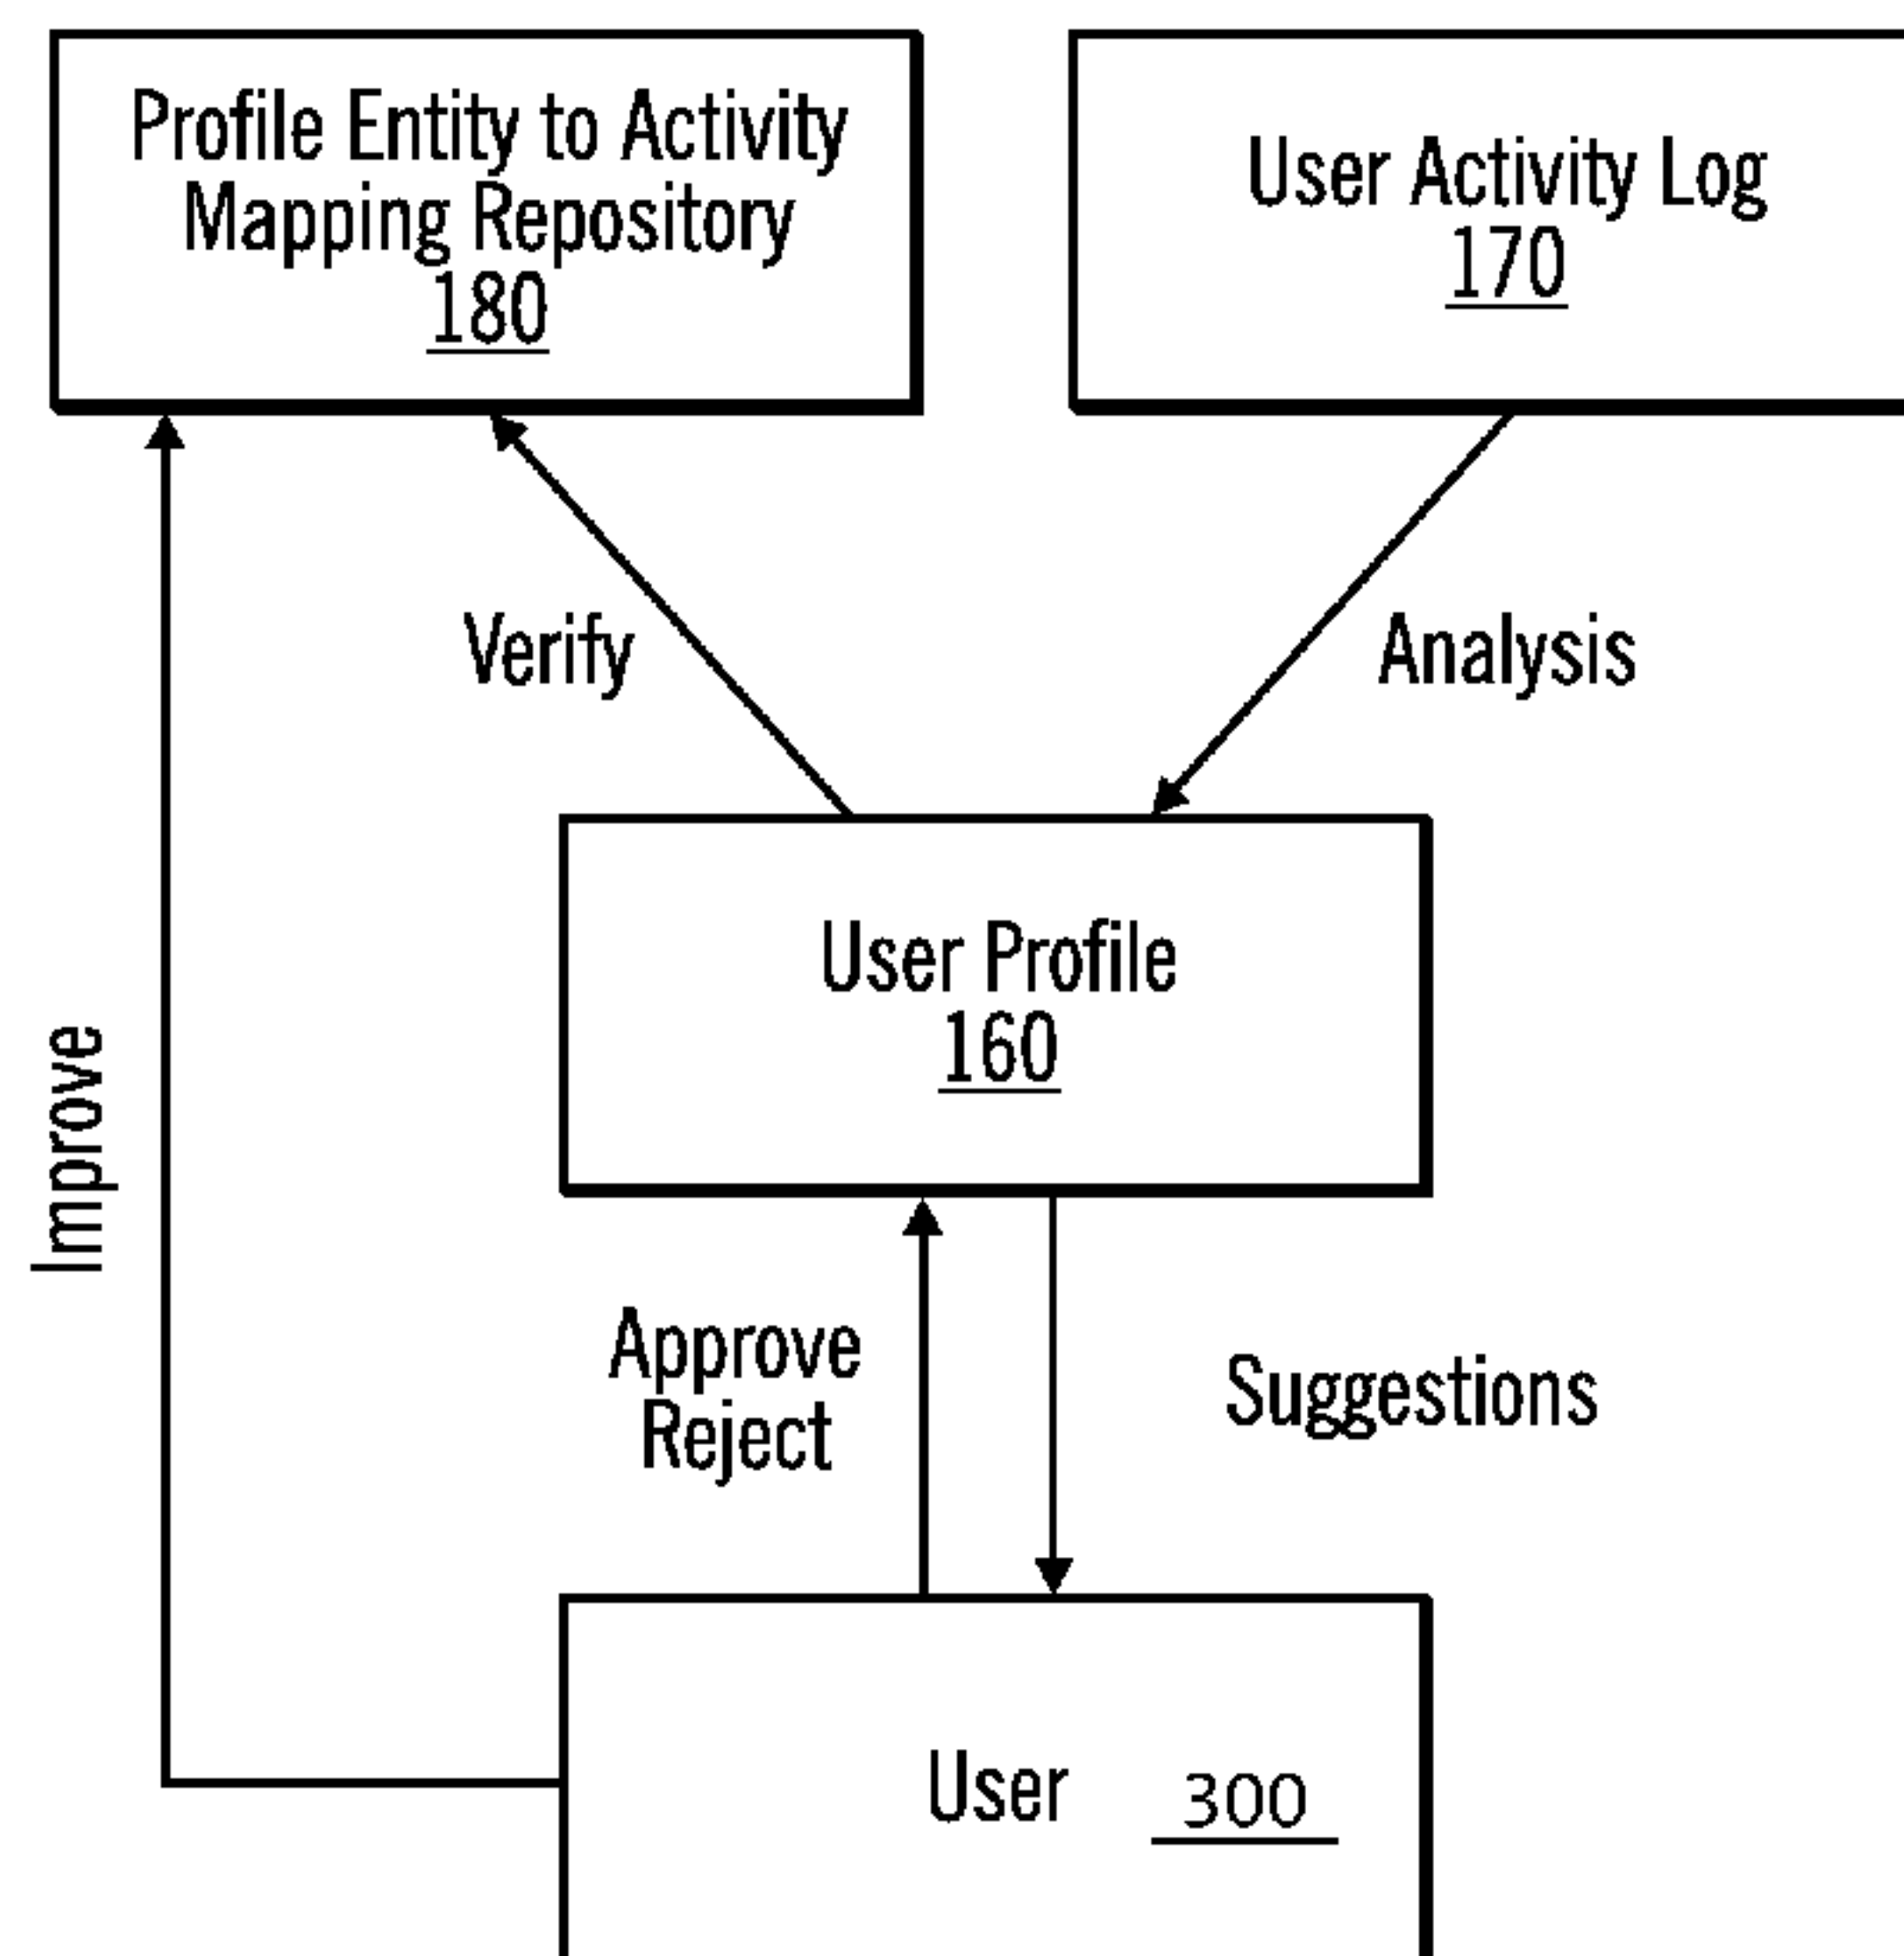 Profile Entity to Activity
Mapping Repository
180
User Activity Log
170
Verify
Analysis
User Profile
160
Improve
Approve
Reject
Suggestions
User 300